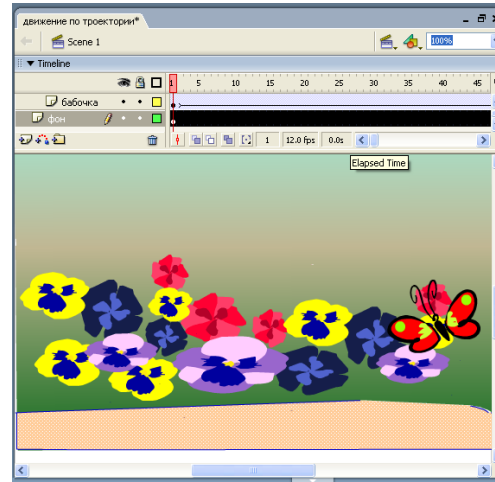 движение по троектории*
Scene 1
100%
Timeline
1 5 10 15 20 25 30 35 40 45
бабочка
фон
1 12.0 fps 0.0s
Elapsed Time